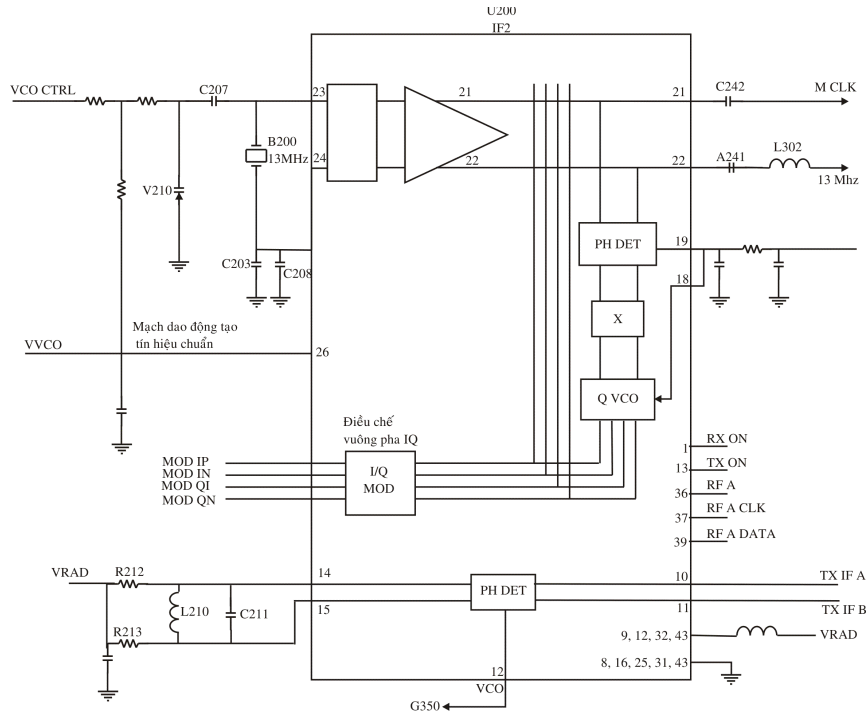 U200
IF2
VCO CTRL
C207
23
21
21
C242
M CLK
B200
13MHz
24
22
22
A241
L302
13 Mhz
V210
PH DET
19
C203
C208
18
X
Mạch dao động tạo
tín hiệu chuẩn
VVCO
26
Q VCO
Điều chế
vuông pha IQ
1
RX ON
MOD IP
MOD IN
MOD QI
MOD QN
I/Q
MOD
13
TX ON
36
RF A
37
RF A CLK
39
RF A DATA
VRAD
R212
14
PH DET
10
TX IF A
L210
C211
15
11
TX IF B
R213
9, 12, 32, 43
VRAD
8, 16, 25, 31, 43
12
VCO
G350